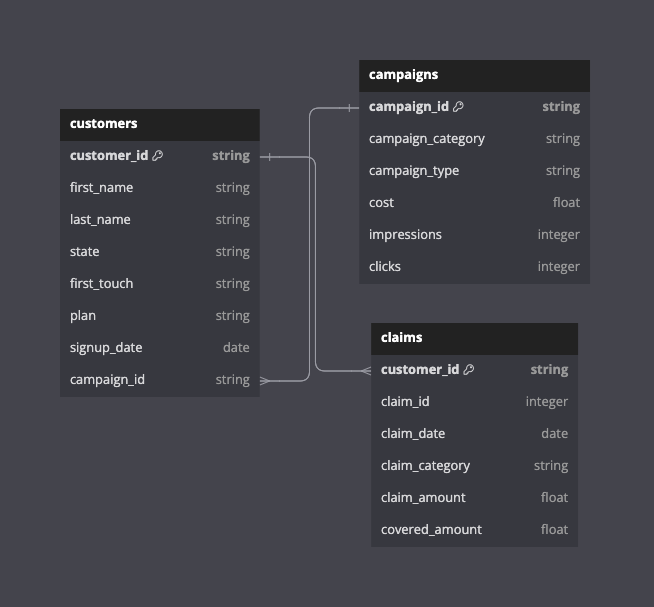 customers
customer_id string
first_name string
last_name string
state string
first_touch string
plan string
signup_date date
campaign_id string
campaigns
campaign_id string
campaign_category string
campaign_type string
cost float
impressions integer
clicks integer
claims
customer_id string
claim_id integer
claim_date date
claim_category string
claim_amount float
covered_amount float